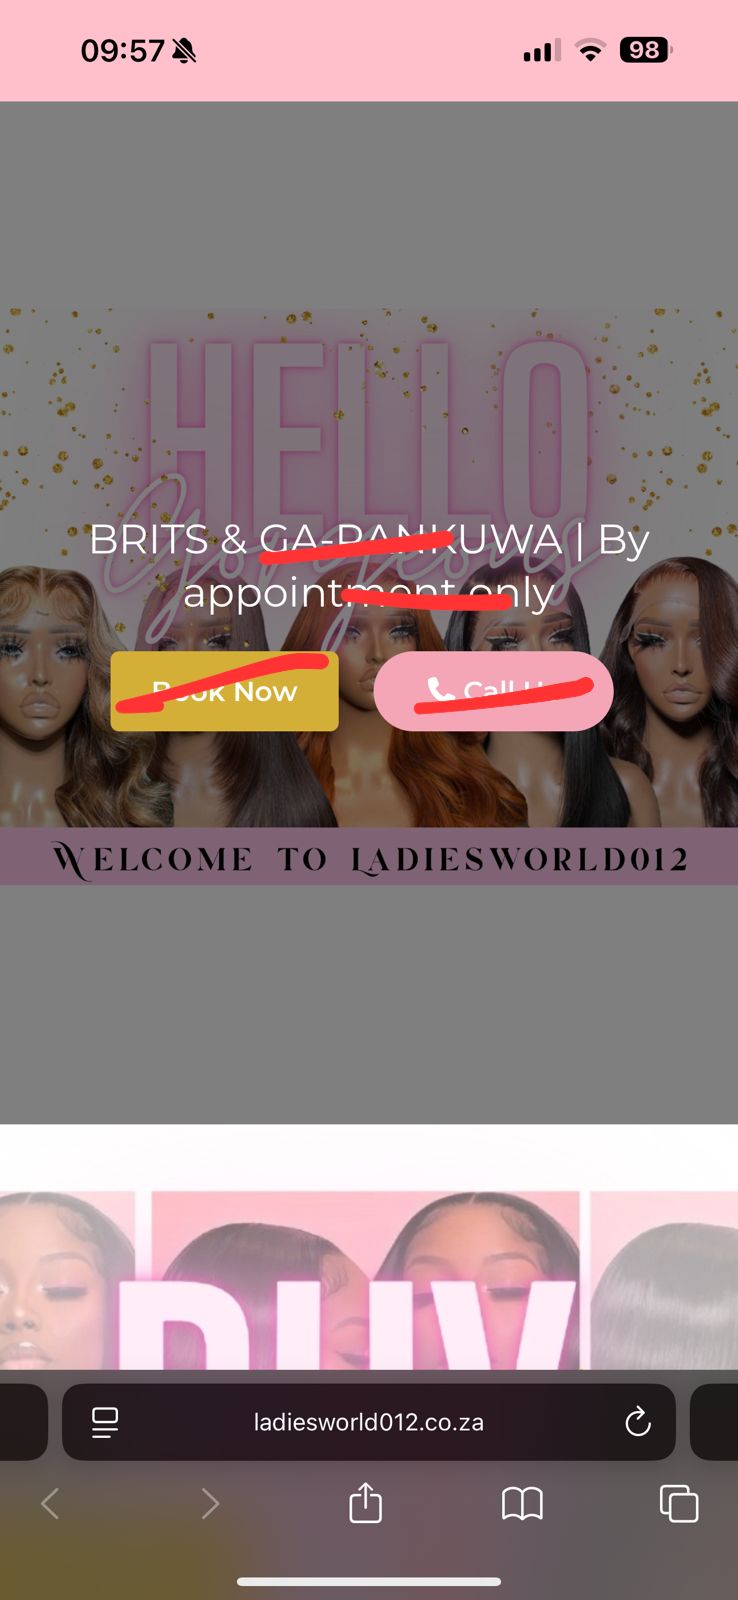 09:57
98
HELLO
Gorgeous
BRITS & GA-RANKUWA | By
appointment only
Book Now
Call Us
WELCOME TO LADIESWORLD012
ladiesworld012.co.za